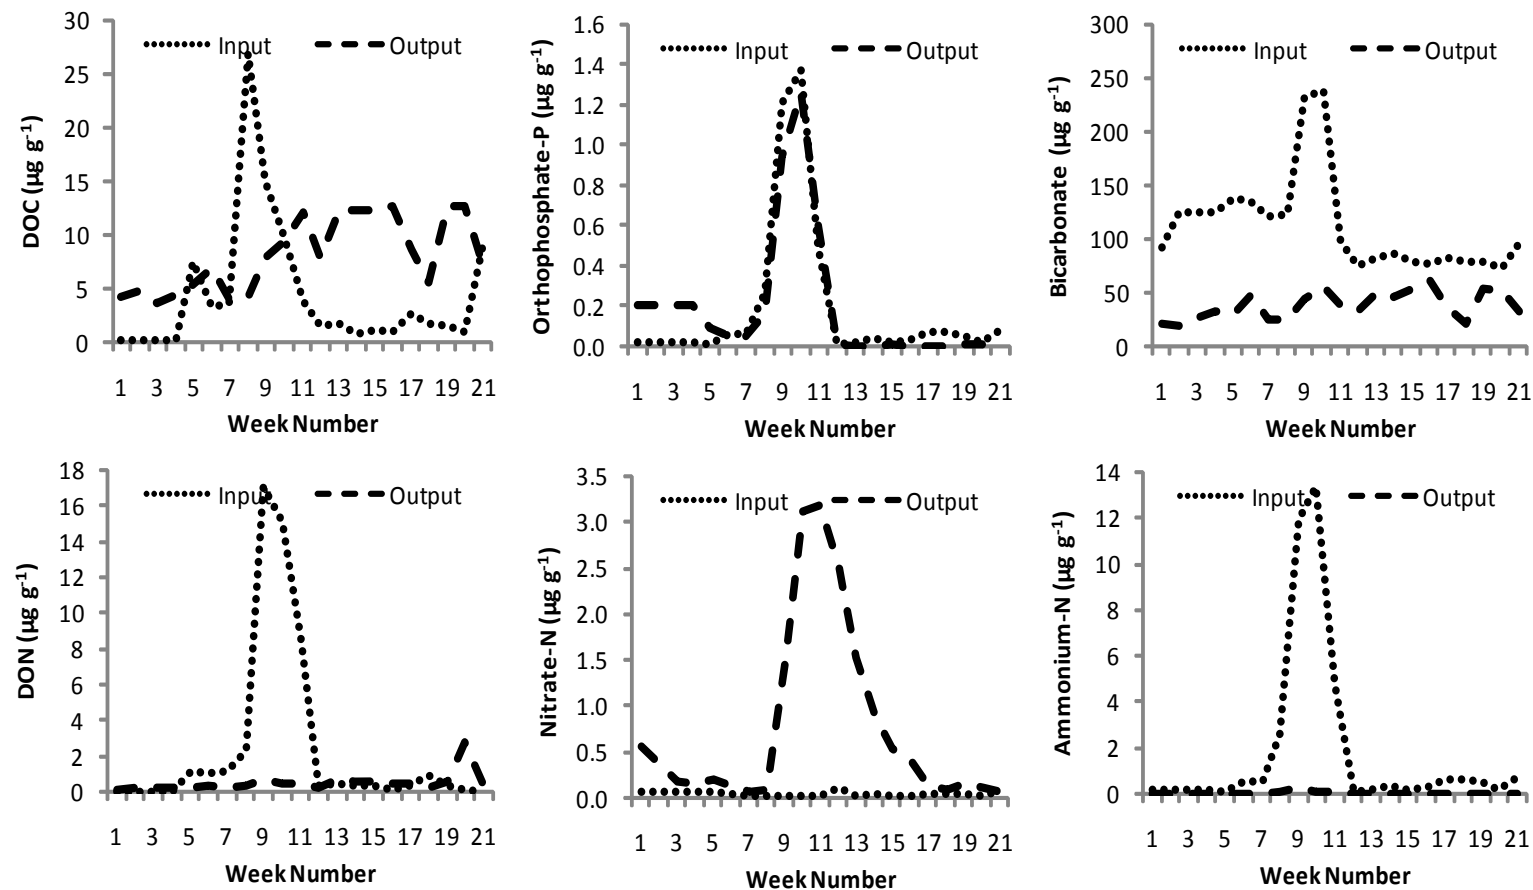 DOC (µg g-1)
30
25
20
15
10
5
0
Input
Output
1 3 5 7 9 11 13 15 17 19 21
Week Number
Orthophosphate-P (µg g-1)
1.6
1.4
1.2
1.0
0.8
0.6
0.4
0.2
0.0
Input
Output
1 3 5 7 9 11 13 15 17 19 21
Week Number
Bicarbonate (µg g-1)
300
250
200
150
100
50
0
Input
Output
1 3 5 7 9 11 13 15 17 19 21
Week Number
DON (µg g-1)
18
16
14
12
10
8
6
4
2
0
Input
Output
1 3 5 7 9 11 13 15 17 19 21
Week Number
Nitrate-N (µg g-1)
3.5
3.0
2.5
2.0
1.5
1.0
0.5
0.0
Input
Output
1 3 5 7 9 11 13 15 17 19 21
Week Number
Ammonium-N (µg g-1)
14
12
10
8
6
4
2
0
Input
Output
1 3 5 7 9 11 13 15 17 19 21
Week Number